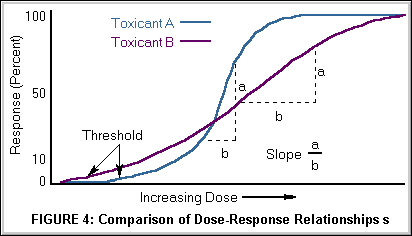 100
Toxicant A
Toxicant B
Response (Percent)
50
a
a
b
Threshold
b
Slope a
b
10
0
Increasing Dose
FIGURE 4: Comparison of Dose-Response Relationships s